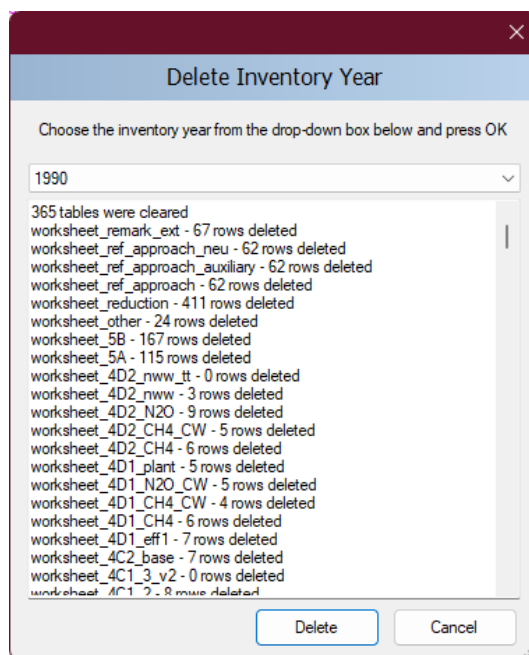 Delete Inventory Year
Choose the inventory year from the drop-down box below and press OK
1990
365 tables were cleared
worksheet_remark_ext - 67 rows deleted
worksheet_ref_approach_neu - 62 rows deleted
worksheet_ref_approach_auxiliary - 62 rows deleted
worksheet_ref_approach - 62 rows deleted
worksheet_reduction - 411 rows deleted
worksheet_other - 24 rows deleted
worksheet_5B - 167 rows deleted
worksheet_5A - 115 rows deleted
worksheet_4D2_nww_tt - 0 rows deleted
worksheet_4D2_nww - 3 rows deleted
worksheet_4D2_N2O - 9 rows deleted
worksheet_4D2_CH4_CW - 5 rows deleted
worksheet_4D2_CH4 - 6 rows deleted
worksheet_4D1_plant - 5 rows deleted
worksheet_4D1_N2O_CW - 5 rows deleted
worksheet_4D1_CH4_CW - 4 rows deleted
worksheet_4D1_CH4 - 6 rows deleted
worksheet_4D1_eff1 - 7 rows deleted
worksheet_4C2_base - 7 rows deleted
worksheet_4C1_3_v2 - 0 rows deleted
worksheet_4C1_2 - 8 rows deleted
Delete
Cancel